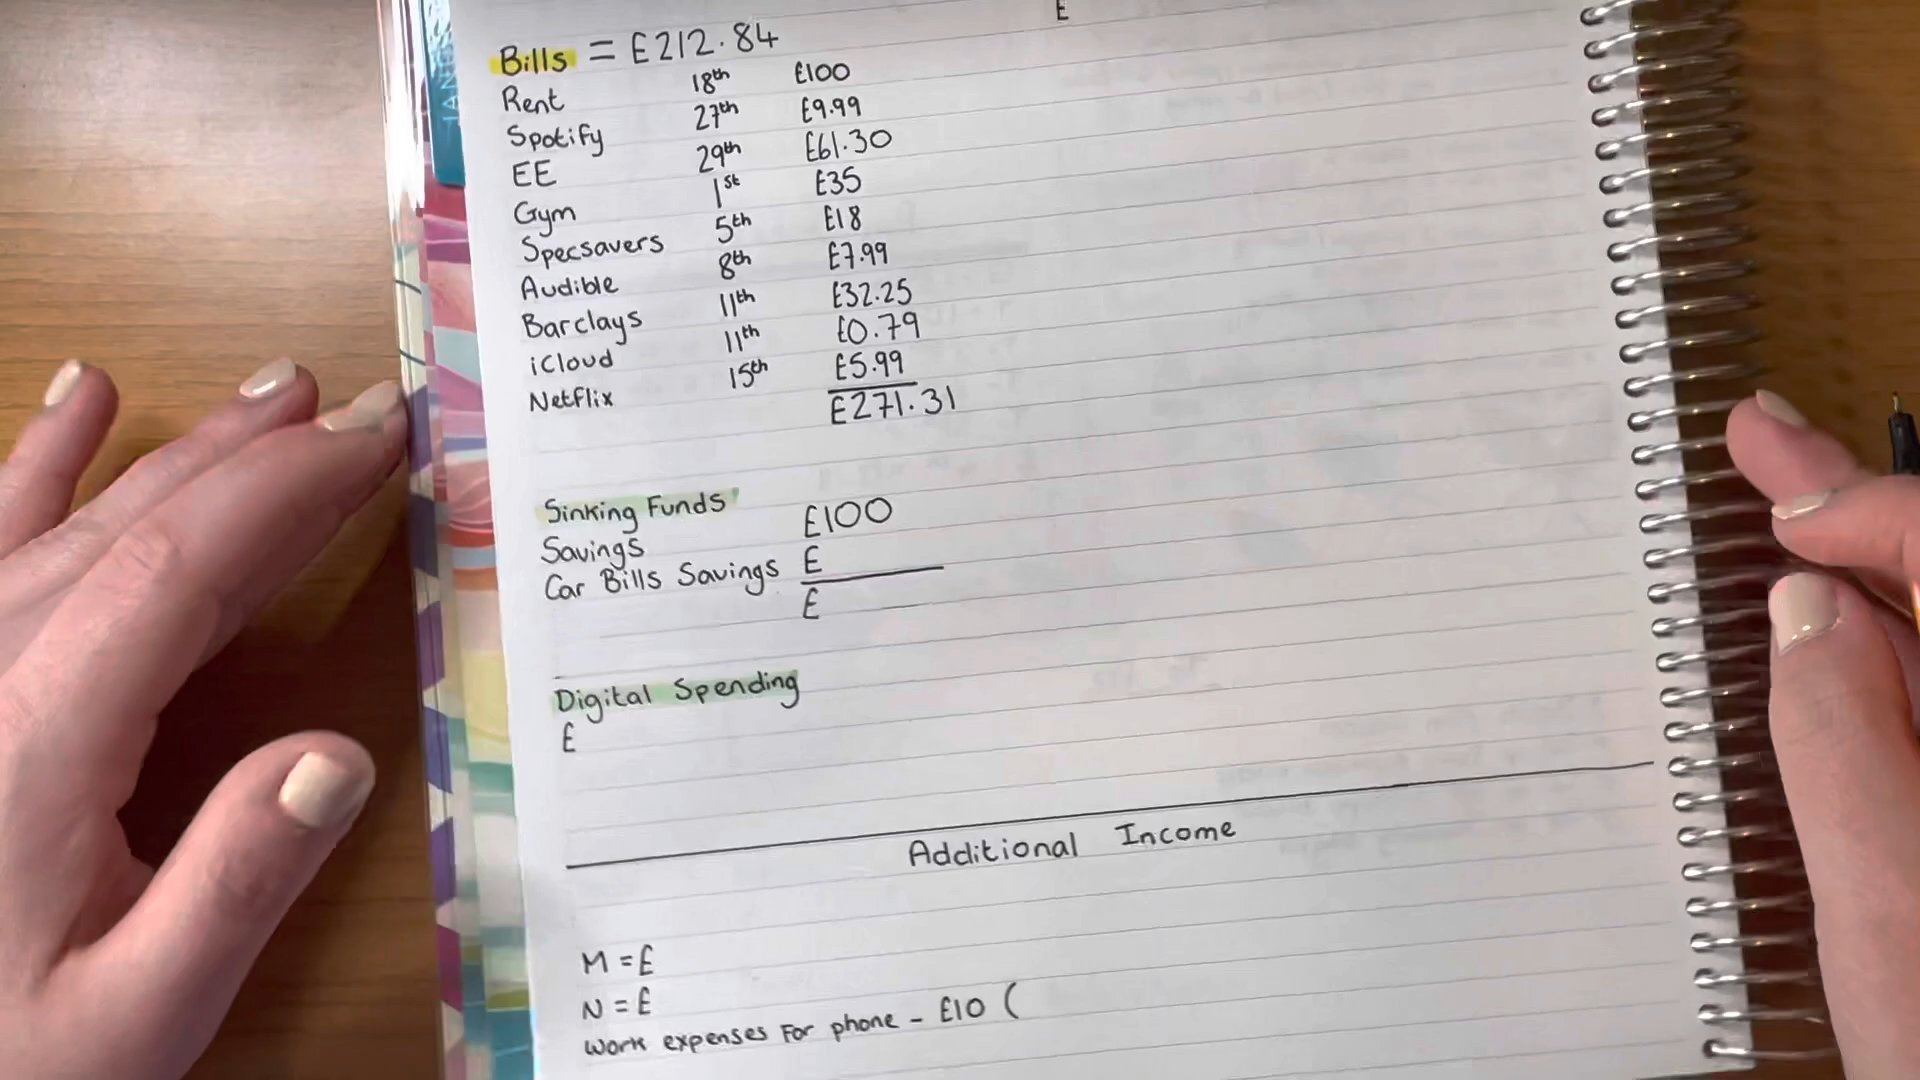 E
Bills = £212.84
Rent 18th £100
Spotify 27th £9.99
EE 29th £61.30
Gym 1st £35
Specsavers 5th £18
Audible 8th £7.99
Barclays 11th £32.25
iCloud 11th £0.79
Netflix 15th £5.99
£271.31
Sinking Funds
Savings £100
Car Bills Savings £
£
Digital Spending
£
Additional Income
M = £
N = £
Work expenses for phone - £10 (